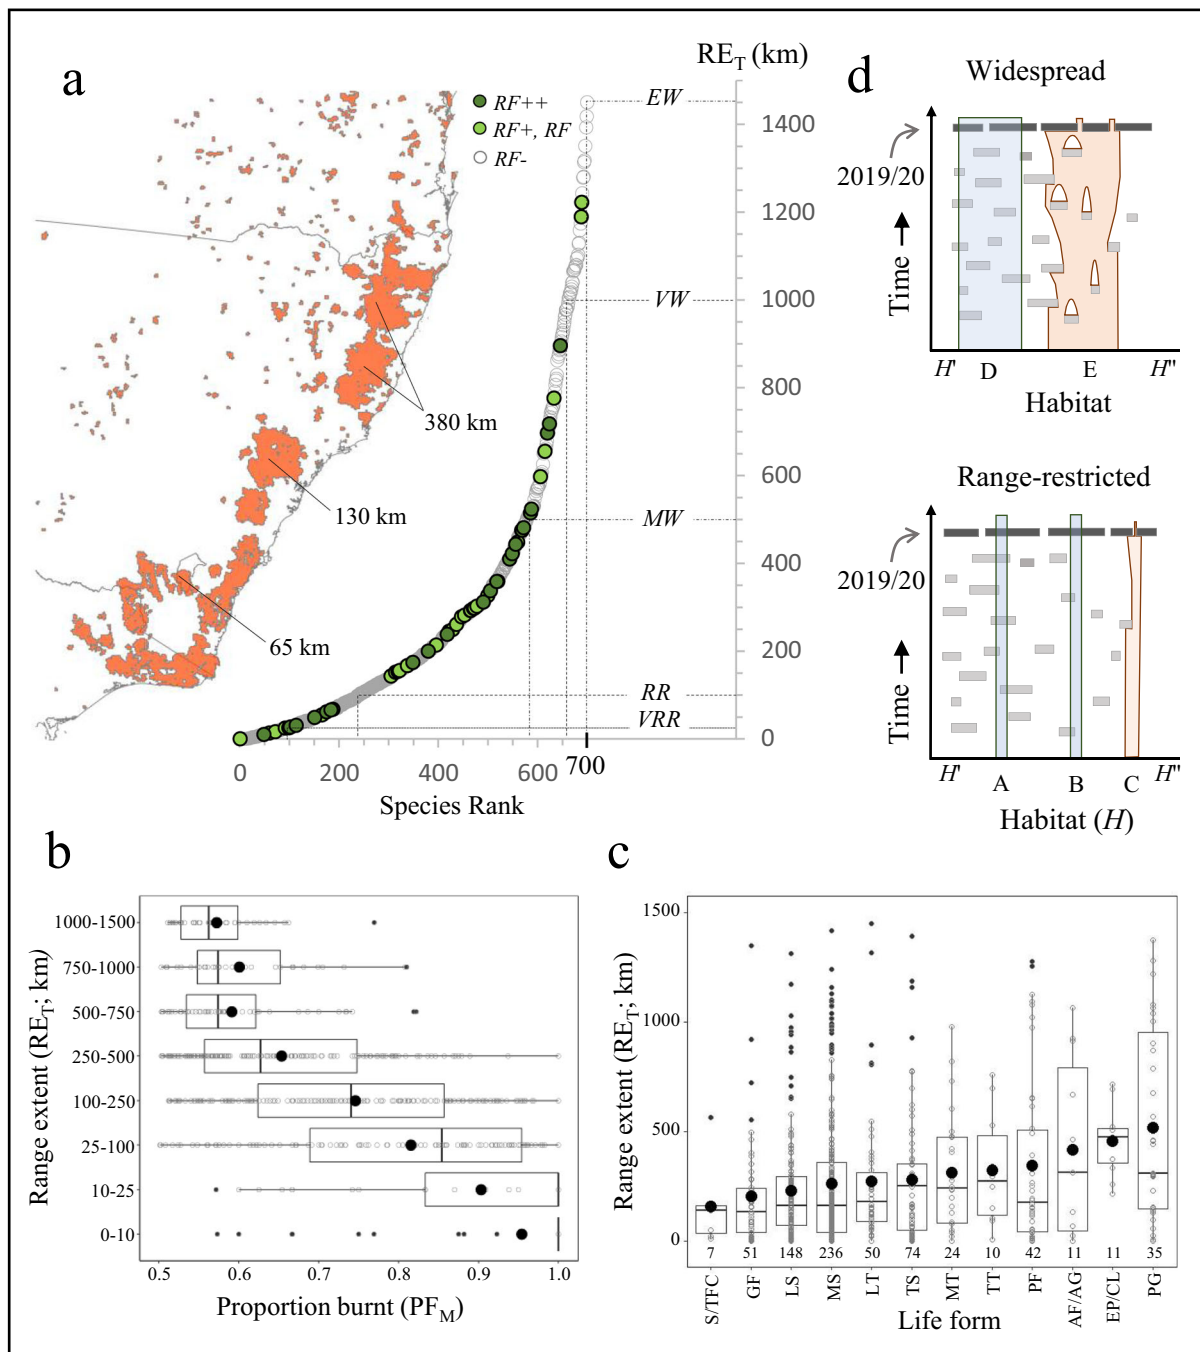 a
RE_T (km)
RF++
RF+, RF
RF-
EW
VW
MW
RR
VRR
1400
1200
1000
800
600
400
200
0
380 km
130 km
65 km
0
200
400
600
700
Species Rank
d
Widespread
2019/20
Time
H'
D
E
H"
Habitat
Range-restricted
2019/20
Time
H'
A
B
C
H"
Habitat (H)
b
Range extent (RE_T; km)
1000-1500
750-1000
500-750
250-500
100-250
25-100
10-25
0-10
0.5
0.6
0.7
0.8
0.9
1.0
Proportion burnt (PF_M)
c
Range extent (RE_T; km)
1500
1000
500
0
7
51
148
236
50
74
24
10
42
11
11
35
S/TFC
GF
LS
MS
LT
TS
MT
TT
PF
AF/AG
EP/CL
PG
Life form